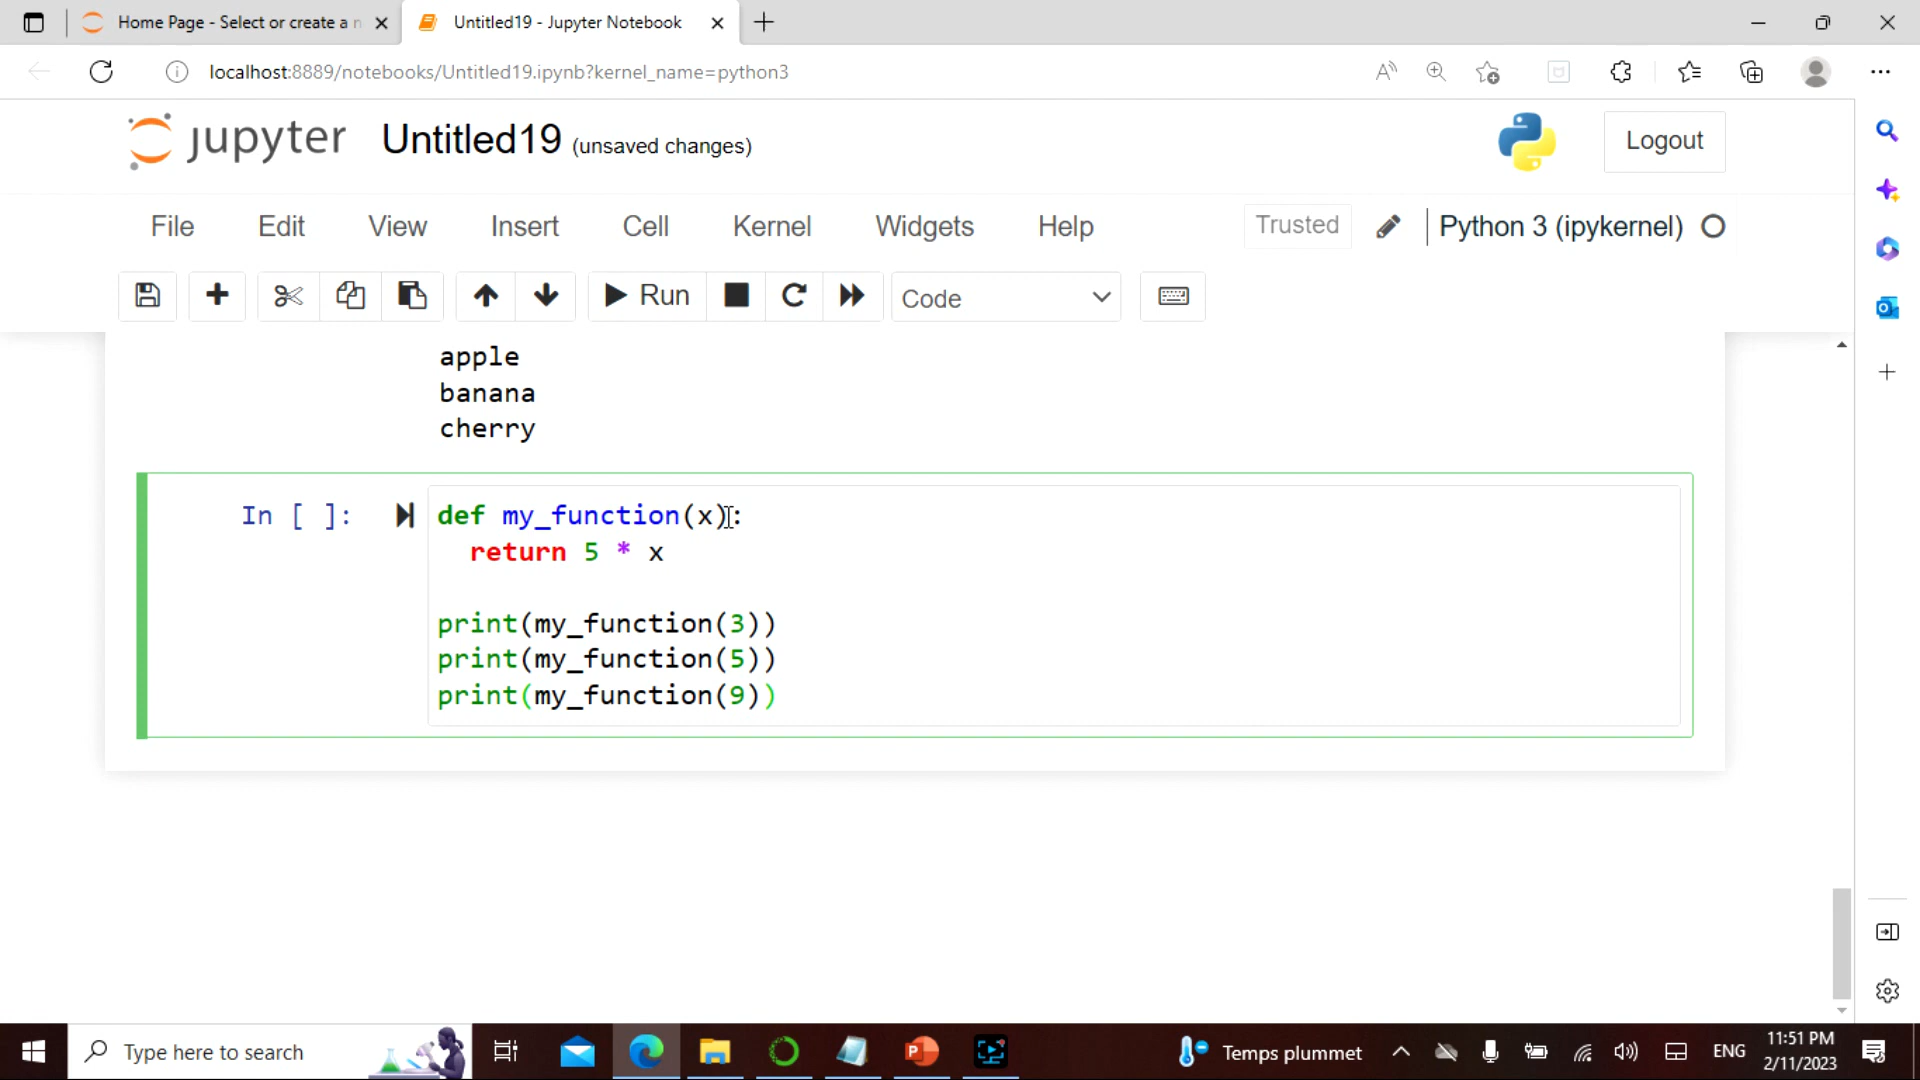 Home Page - Select or create a n
Untitled19 - Jupyter Notebook
localhost:8889/notebooks/Untitled19.ipynb?kernel_name=python3
jupyter Untitled19 (unsaved changes)
Logout
File Edit View Insert Cell Kernel Widgets Help
Trusted
Python 3 (ipykernel)
Run
Code
apple
banana
cherry
In [ ]:
def my_function(x):
return 5 * x
print(my_function(3))
print(my_function(5))
print(my_function(9))
Type here to search
Temps plummet
ENG
11:51 PM
2/11/2023